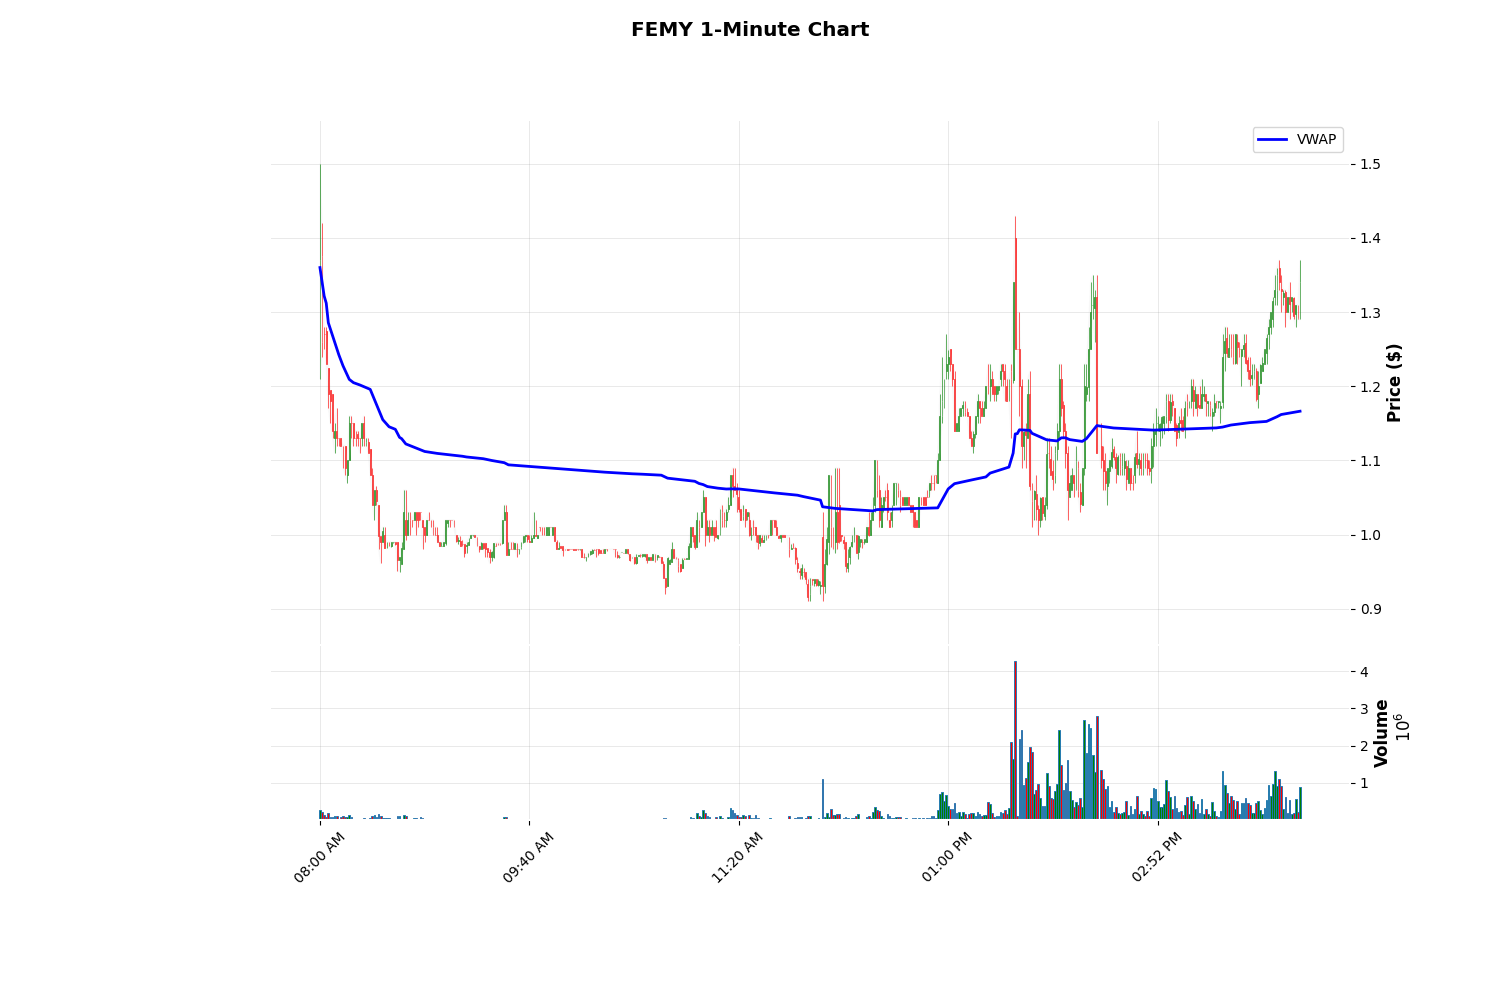 FEMY 1-Minute Chart
VWAP
1.5
1.4
1.3
1.2
1.1
1.0
0.9
Price ($)
4
3
2
1
Volume
10^6
08:00 AM
09:40 AM
11:20 AM
01:00 PM
02:52 PM